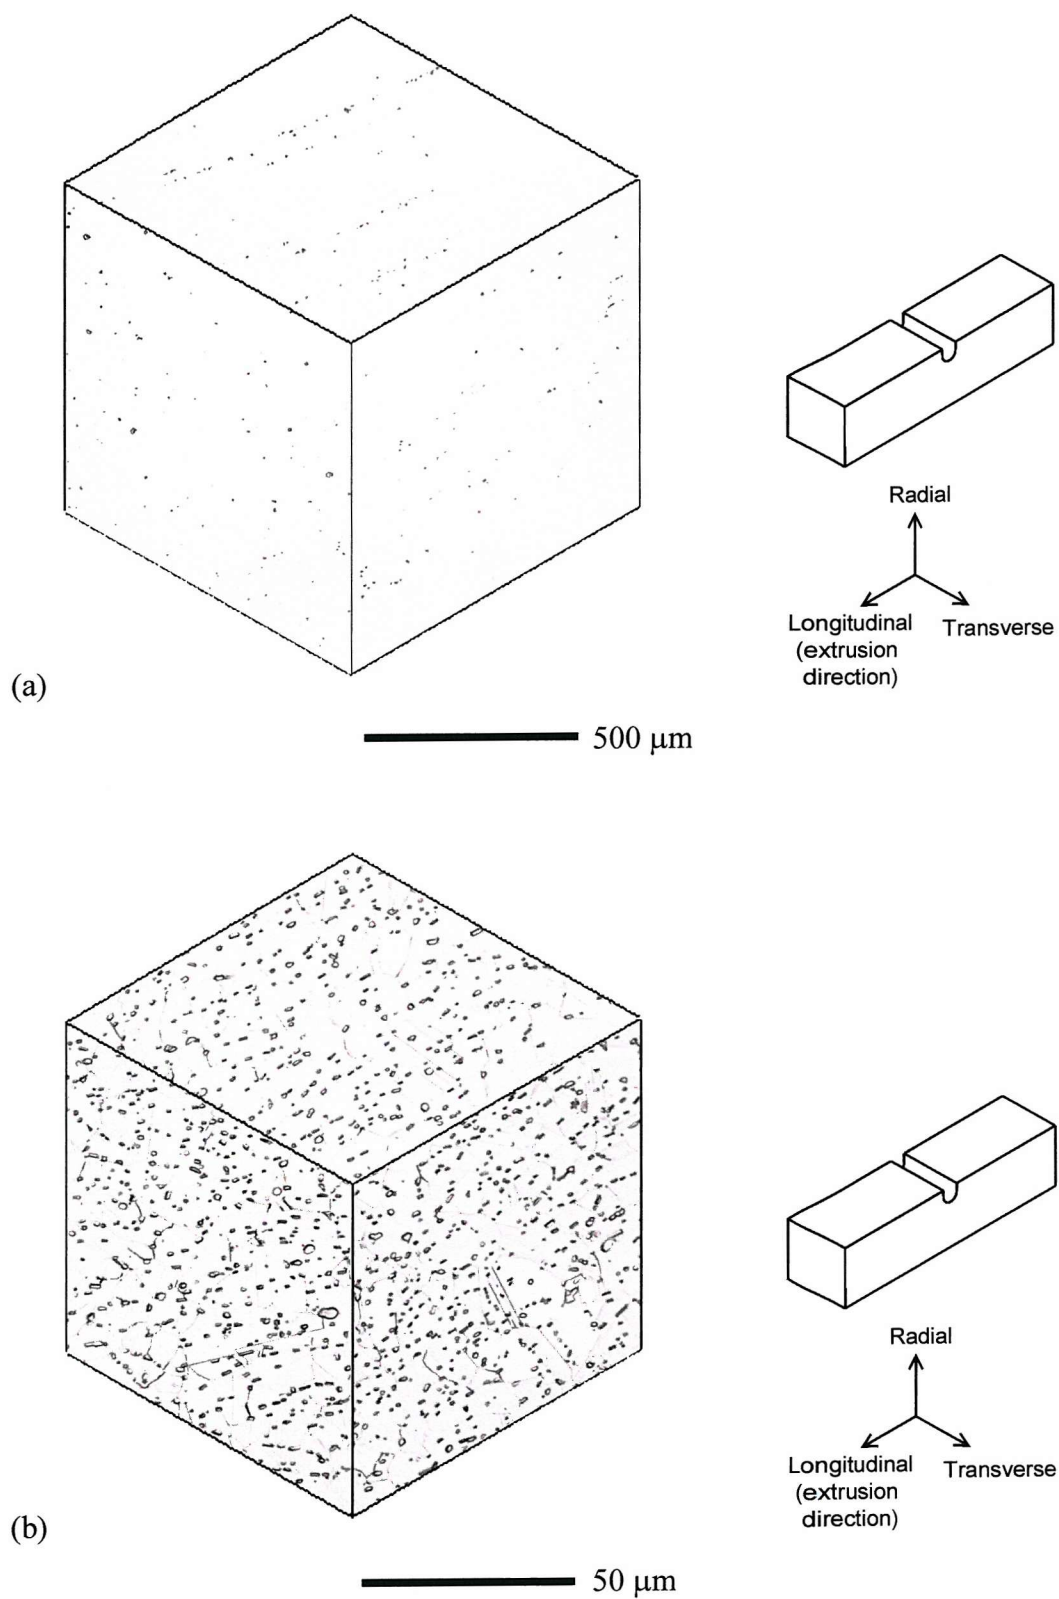 Radial
Longitudinal
(extrusion
direction)
Transverse
(a)
500 μm
Radial
Longitudinal
(extrusion
direction)
Transverse
(b)
50 μm